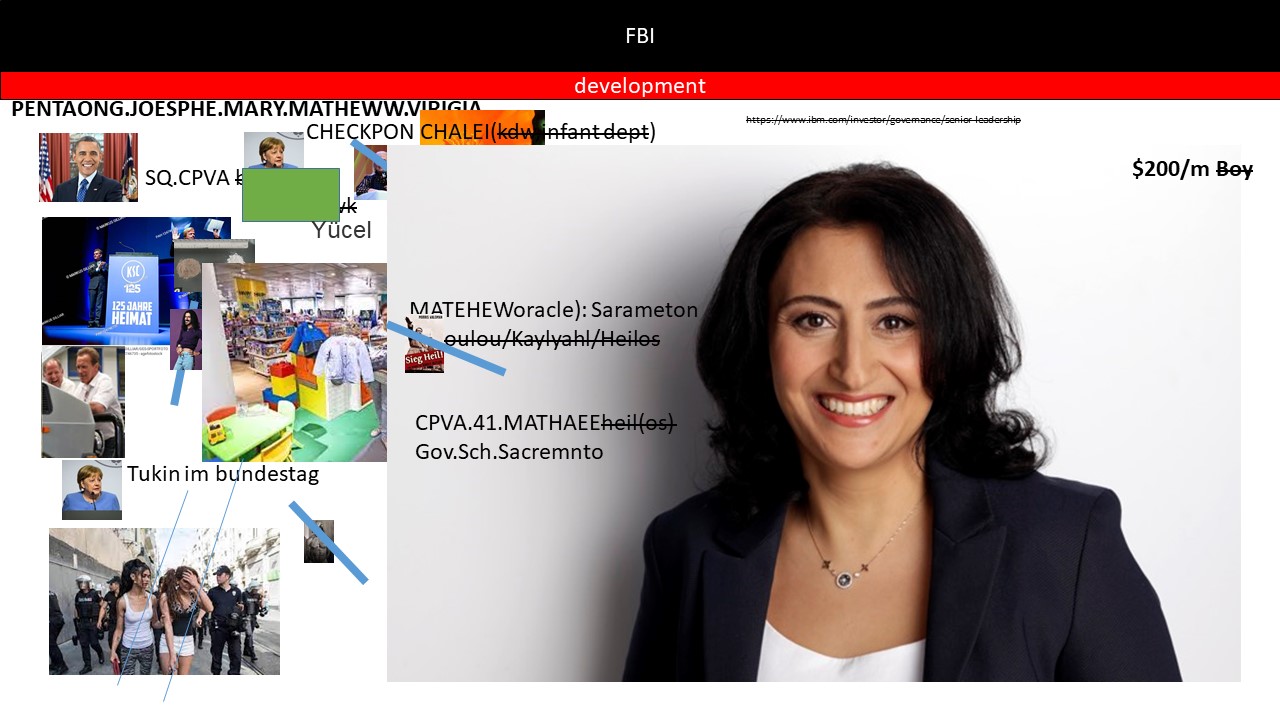 FBI
development
PENTAONG.JOESPHE.MARY.MATHEWW.VIRIGIA
CHECKPON CHALEI(kdw infant dept)
https://www.ibm.com/investor/governance/senior-leadership
$200/m Boy
SQ.CPVA
Yücel
KSC
125
125 JAHRE
HEIMAT
MATEHEWoracle): Sarameton
oulou/Kaylyahl/Heilos
Sieg Heil!
CPVA.41.MATHAEEheil(os)
Gov.Sch.Sacremnto
Tukin im bundestag